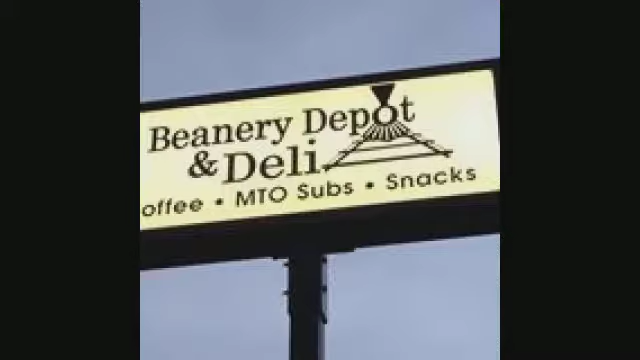 Beanery Depot
& Deli
offee • MTO Subs • Snacks